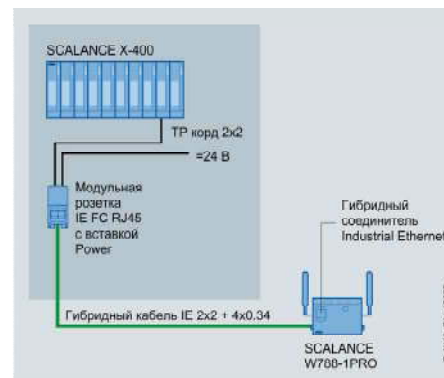 SCALANCE X-400
TP корд 2x2
=24 В
Модульная
розетка
IE FC RJ45
с вставкой
Power
Гибридный
соединитель
Industrial Ethernet
Гибридный кабель IE 2x2 + 4x0.34
SCALANCE
W788-1PRO